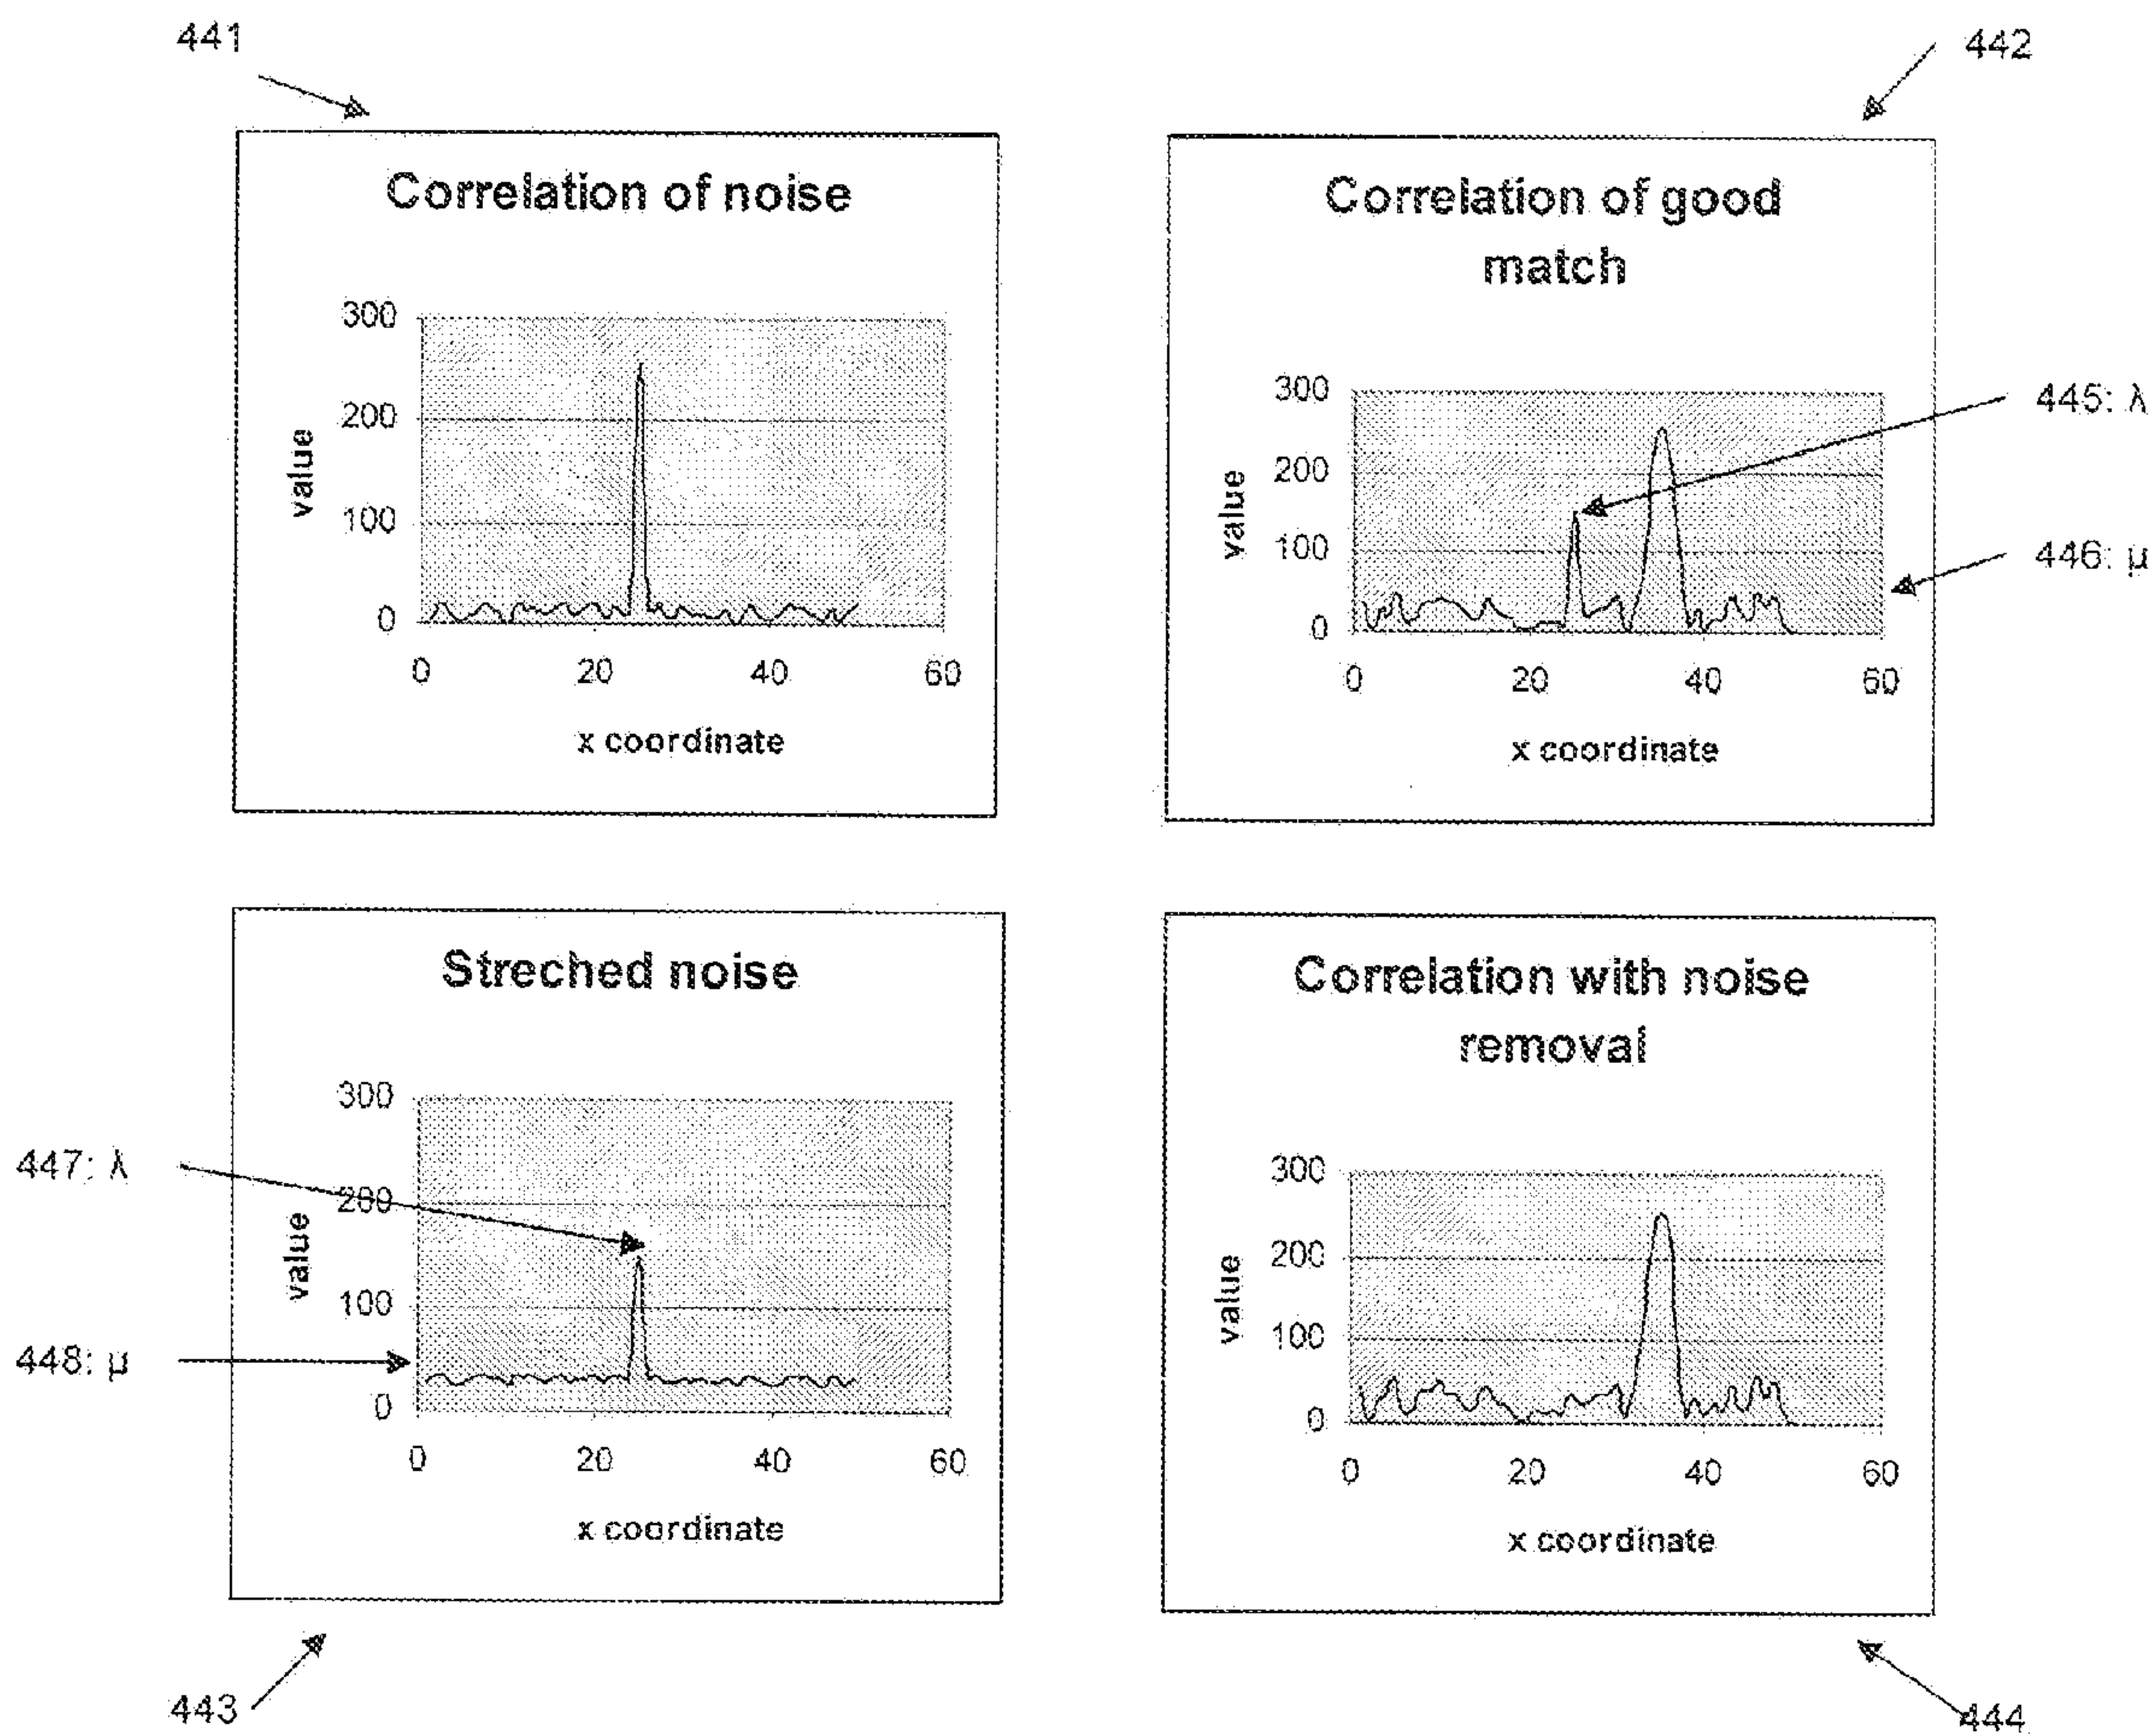 441
442
Correlation of noise
300
200
100
0
value
0 20 40 60
x coordinate
Correlation of good
match
300
200
100
0
value
0 20 40 60
x coordinate
445: λ
446: μ
Streched noise
300
200
100
0
value
0 20 40 60
x coordinate
447: λ
448: μ
Correlation with noise
removal
300
200
100
0
value
0 20 40 60
x coordinate
443
444